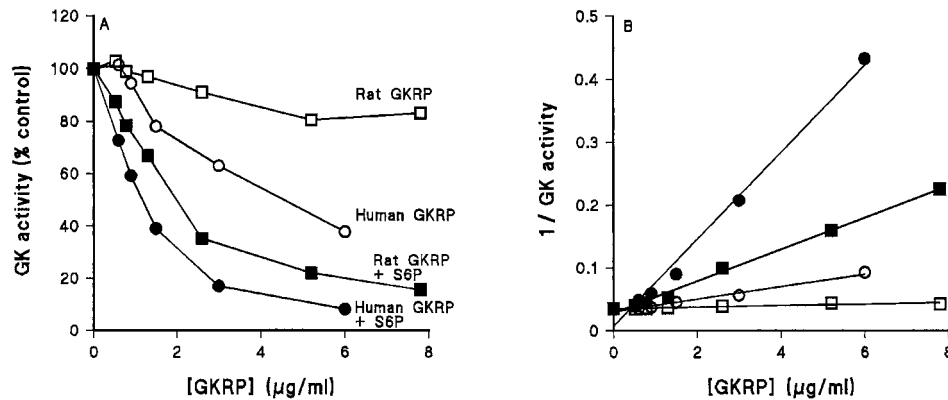 A
120
100
80
60
40
20
0
GK activity (% control)
Rat GKRP
Human GKRP
Rat GKRP
+ S6P
Human GKRP
+ S6P
0 2 4 6 8
[GKRP] (µg/ml)
B
0.5
0.4
0.3
0.2
0.1
0.0
1 / GK activity
0 2 4 6 8
[GKRP] (µg/ml)